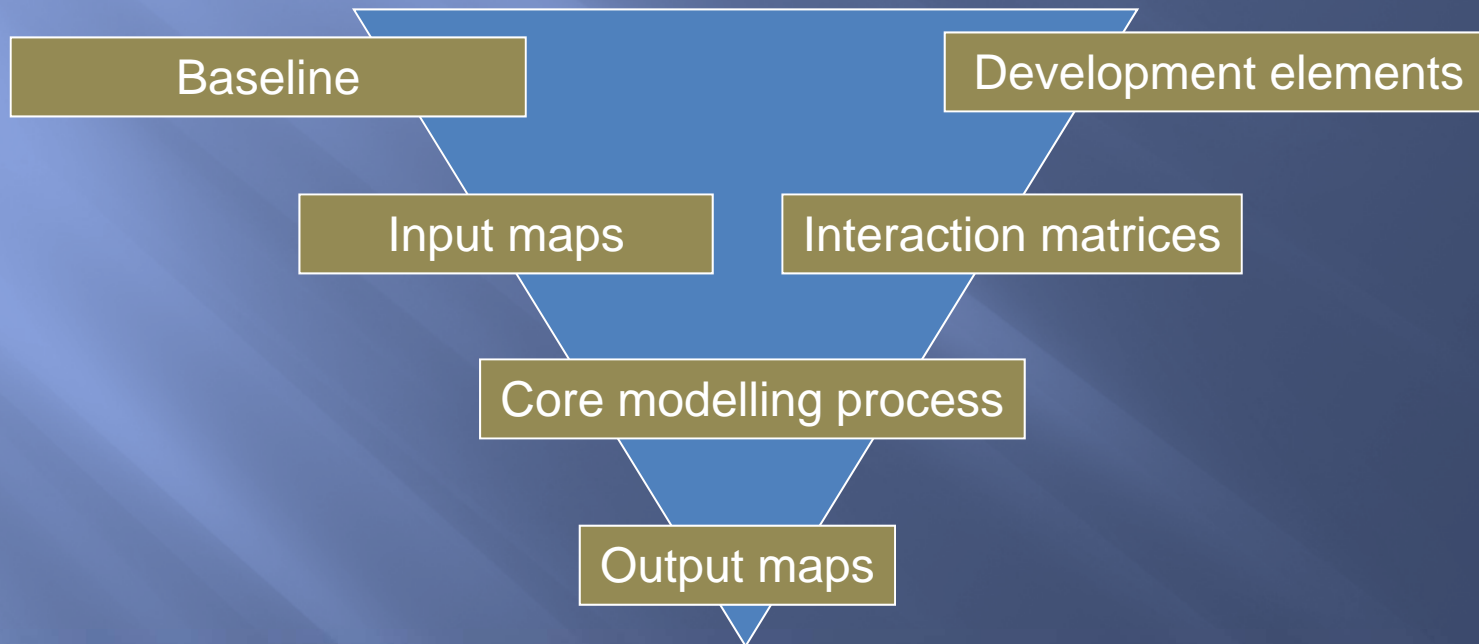 Baseline
Development elements
Input maps
Interaction matrices
Core modelling process
Output maps